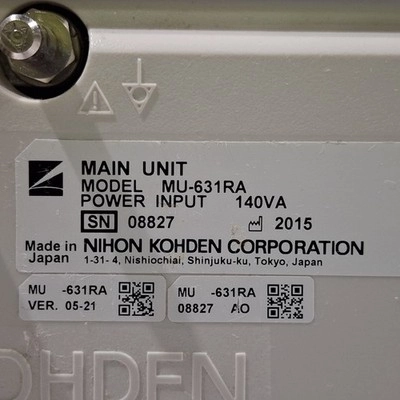 MAIN UNIT
MODEL MU-631RA
POWER INPUT 140VA
SN 08827 2015
Made in Japan NIHON KOHDEN CORPORATION
1-31-4, Nishiochiai, Shinjuku-ku, Tokyo, Japan
MU -631RA
VER. 05-21
MU -631RA
08827 AO
OHDEN